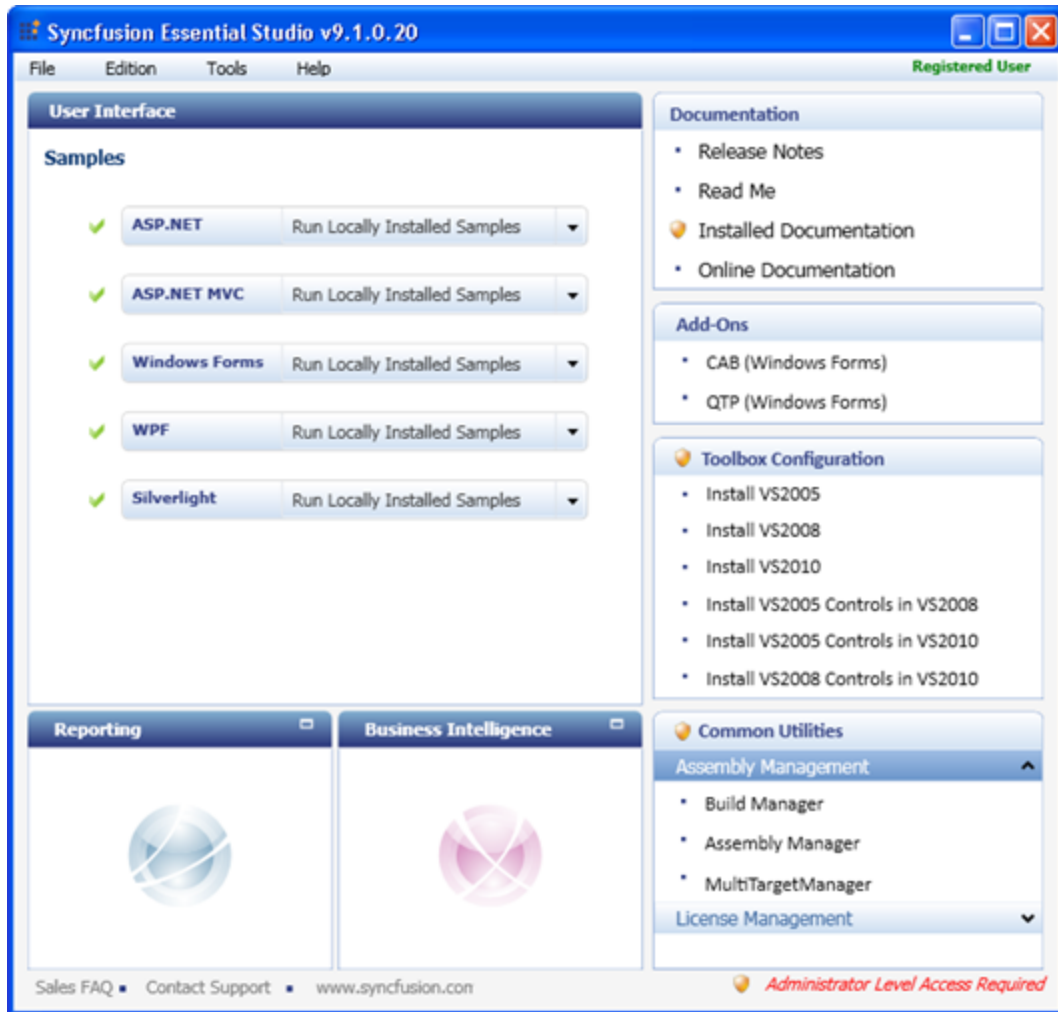 Syncfusion Essential Studio v9.1.0.20
File Edition Tools Help Registered User
User Interface
Samples
ASP.NET Run Locally Installed Samples
ASP.NET MVC Run Locally Installed Samples
Windows Forms Run Locally Installed Samples
WPF Run Locally Installed Samples
Silverlight Run Locally Installed Samples
Reporting
Business Intelligence
Documentation
Release Notes
Read Me
Installed Documentation
Online Documentation
Add-Ons
CAB (Windows Forms)
QTP (Windows Forms)
Toolbox Configuration
Install VS2005
Install VS2008
Install VS2010
Install VS2005 Controls in VS2008
Install VS2005 Controls in VS2010
Install VS2008 Controls in VS2010
Common Utilities
Assembly Management
Build Manager
Assembly Manager
MultiTargetManager
License Management
Sales FAQ ▪ Contact Support ▪ www.syncfusion.com
Administrator Level Access Required